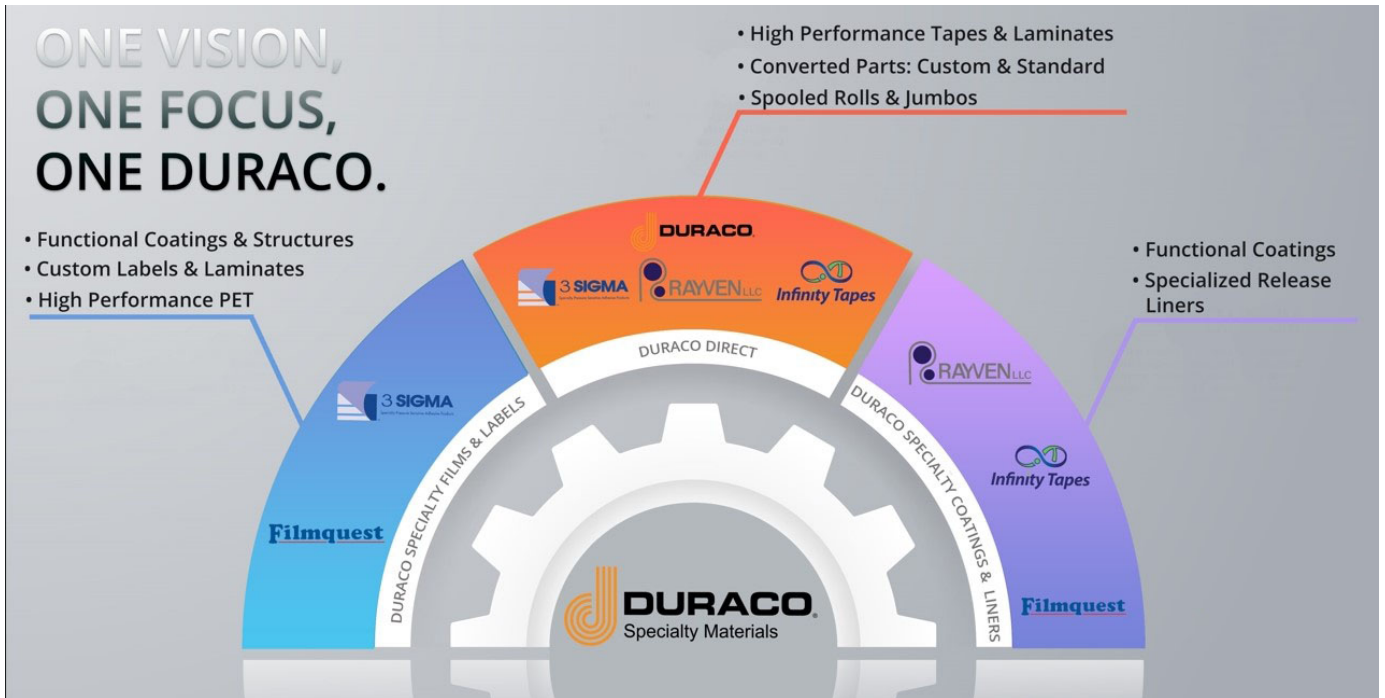 ONE VISION,
ONE FOCUS,
ONE DURACO.
• High Performance Tapes & Laminates
• Converted Parts: Custom & Standard
• Spooled Rolls & Jumbos
• Functional Coatings & Structures
• Custom Labels & Laminates
• High Performance PET
• Functional Coatings
• Specialized Release
Liners
DURACO.
3 SIGMA
RAYVEN LLC
Infinity Tapes
DURACO DIRECT
3 SIGMA
Filmquest
DURACO SPECIALTY FILMS & LABELS
RAYVEN LLC
Infinity Tapes
Filmquest
DURACO SPECIALTY COATINGS & LINERS
DURACO®
Specialty Materials